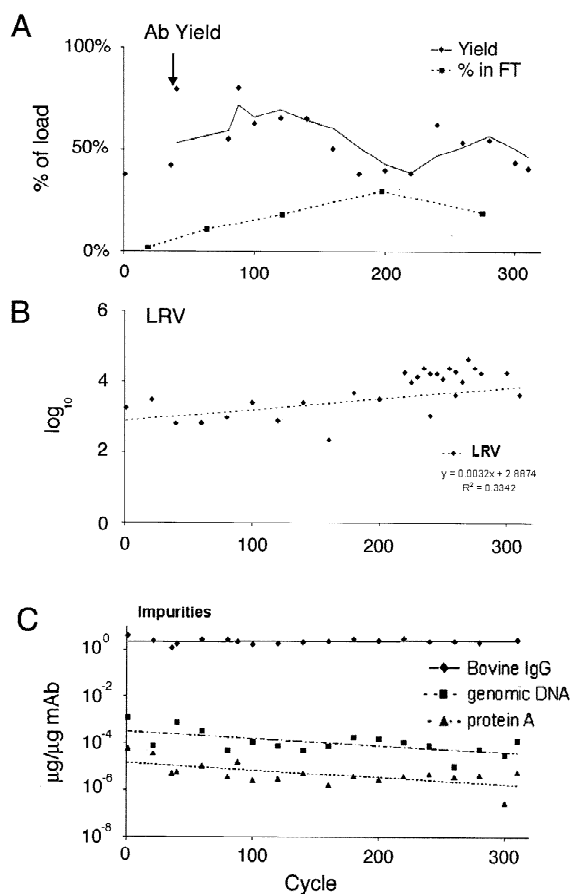 A
Ab Yield
100%
50%
0%
% of load
Yield
% in FT
0 100 200 300
B
LRV
6
4
2
0
log10
LRV
y = 0.0032x + 2.8874
R² = 0.3342
0 100 200 300
C
Impurities
10⁰
10⁻²
10⁻⁴
10⁻⁶
10⁻⁸
µg/µg mAb
Bovine IgG
genomic DNA
protein A
0 100 200 300
Cycle